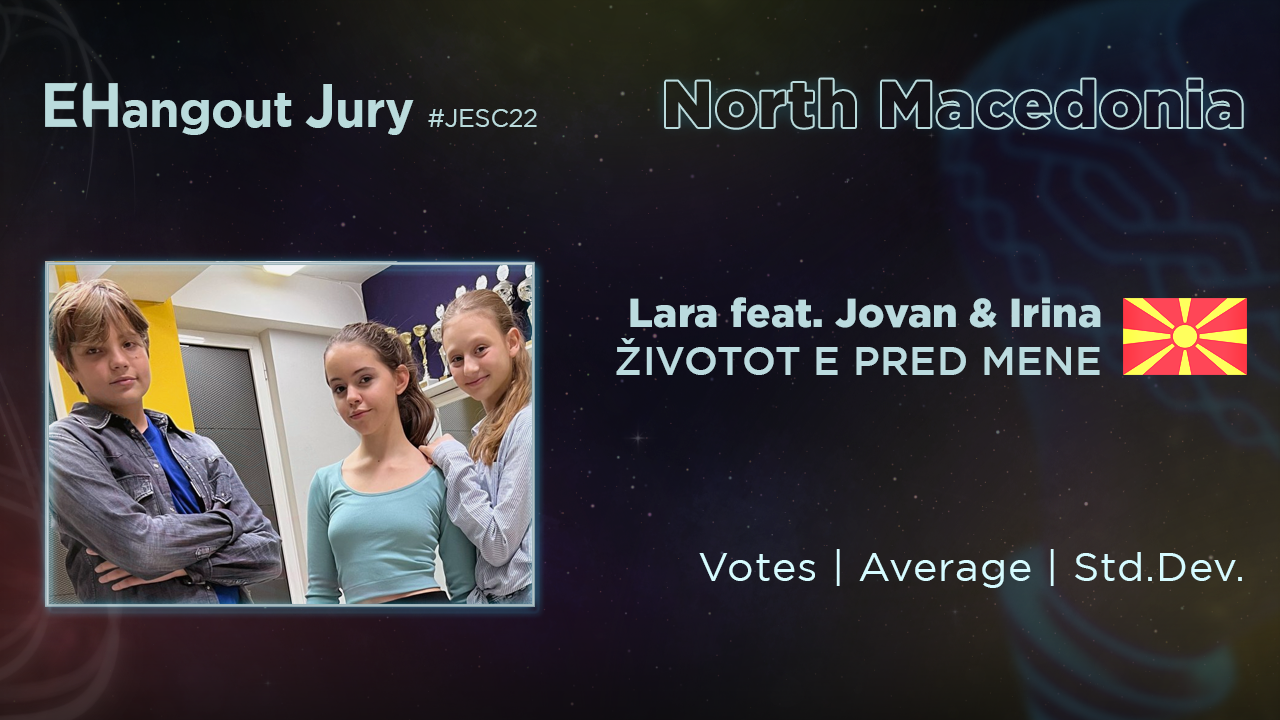 EHangout Jury #JESC22
North Macedonia
Lara feat. Jovan & Irina
ŽIVOTOT E PRED MENE
Votes | Average | Std.Dev.